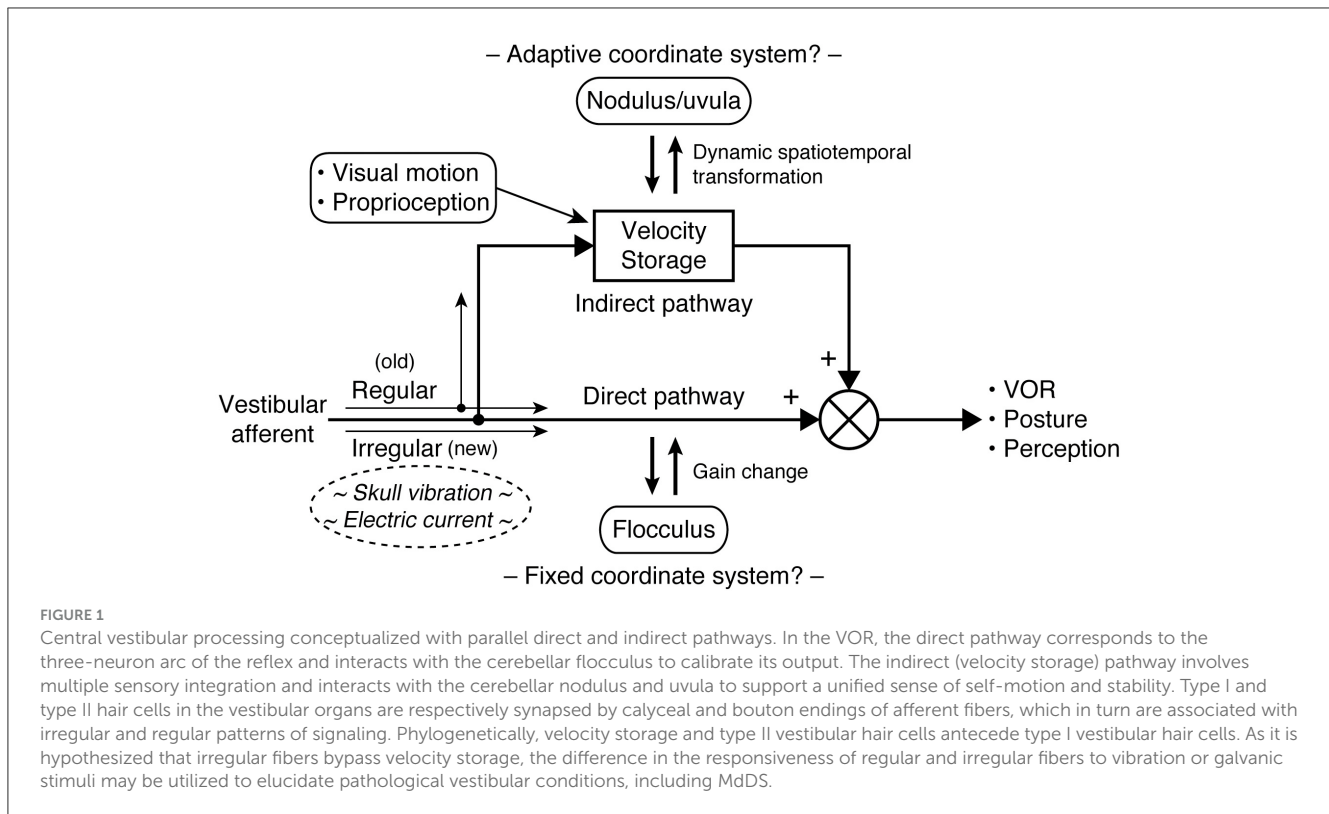 – Adaptive coordinate system? –
Nodulus/uvula
Dynamic spatiotemporal
transformation
• Visual motion
• Proprioception
Velocity
Storage
Indirect pathway
(old)
Regular
Vestibular
afferent
Irregular (new)
~ Skull vibration ~
~ Electric current ~
Direct pathway
+
+
• VOR
• Posture
• Perception
Gain change
Flocculus
– Fixed coordinate system? –
FIGURE 1
Central vestibular processing conceptualized with parallel direct and indirect pathways. In the VOR, the direct pathway corresponds to the
three-neuron arc of the reflex and interacts with the cerebellar flocculus to calibrate its output. The indirect (velocity storage) pathway involves
multiple sensory integration and interacts with the cerebellar nodulus and uvula to support a unified sense of self-motion and stability. Type I and
type II hair cells in the vestibular organs are respectively synapsed by calyceal and bouton endings of afferent fibers, which in turn are associated with
irregular and regular patterns of signaling. Phylogenetically, velocity storage and type II vestibular hair cells antecede type I vestibular hair cells. As it is
hypothesized that irregular fibers bypass velocity storage, the difference in the responsiveness of regular and irregular fibers to vibration or galvanic
stimuli may be utilized to elucidate pathological vestibular conditions, including MdDS.